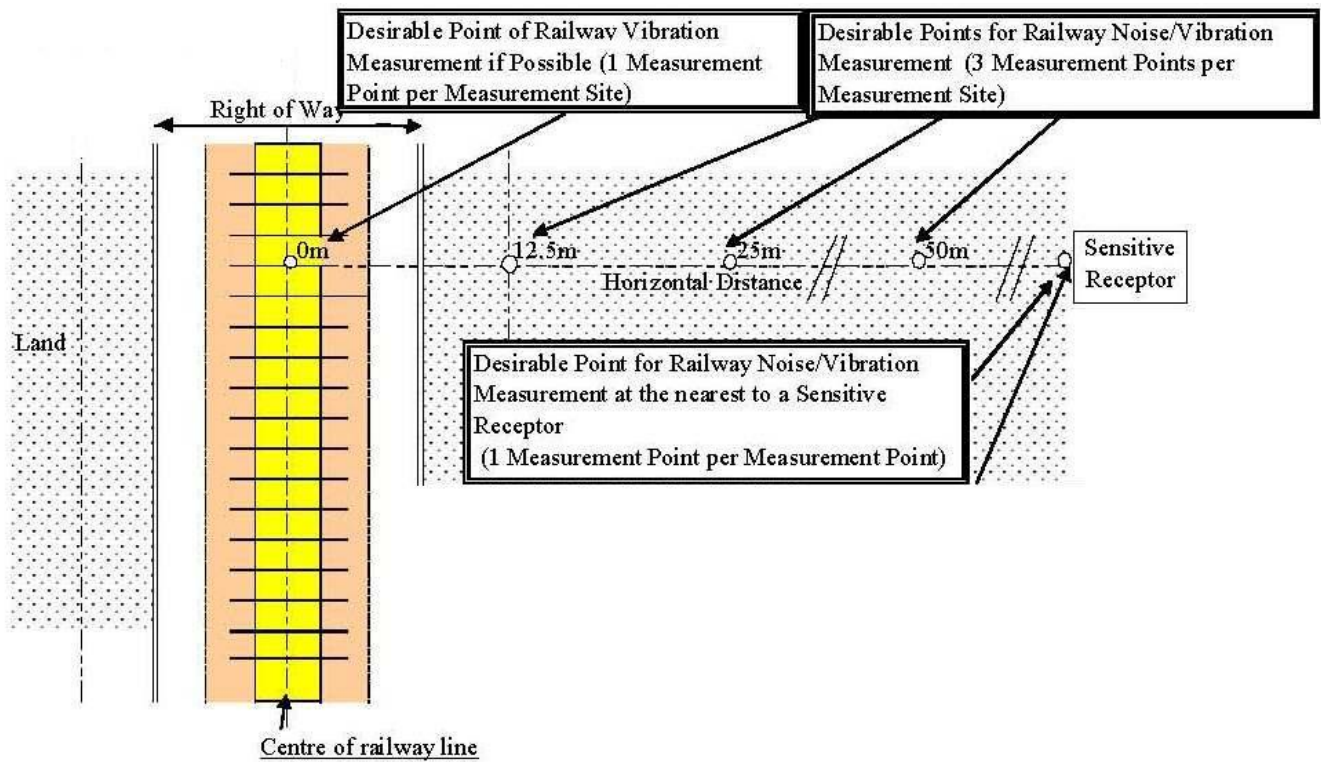 Desirable Point of Railway Vibration
Measurement if Possible (1 Measurement
Point per Measurement Site)
Desirable Points for Railway Noise/Vibration
Measurement (3 Measurement Points per
Measurement Site)
Right of Way
0m
12.5m
25m
50m
Sensitive
Receptor
Horizontal Distance
Land
Desirable Point for Railway Noise/Vibration
Measurement at the nearest to a Sensitive
Receptor
(1 Measurement Point per Measurement Point)
Centre of railway line